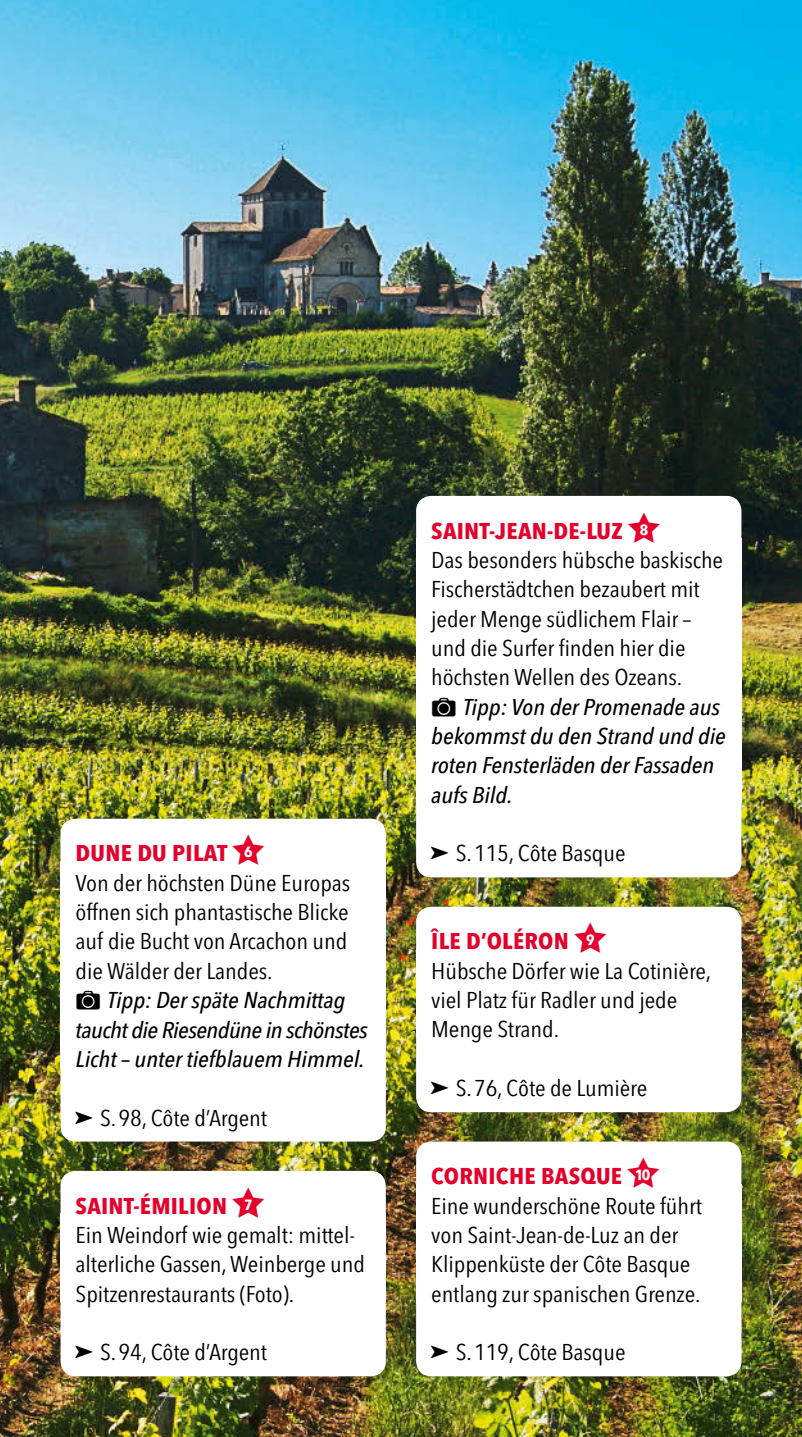 DUNE DU PILAT 6
Von der höchsten Düne Europas
öffnen sich phantastische Blicke
auf die Bucht von Arcachon und
die Wälder der Landes.
Tipp: Der späte Nachmittag
taucht die Riesendüne in schönstes
Licht – unter tiefblauem Himmel.
➤ S. 98, Côte d’Argent
SAINT-ÉMILION 7
Ein Weindorf wie gemalt: mittel-
alterliche Gassen, Weinberge und
Spitzenrestaurants (Foto).
➤ S. 94, Côte d’Argent
SAINT-JEAN-DE-LUZ 8
Das besonders hübsche baskische
Fischerstädtchen bezaubert mit
jeder Menge südlichem Flair –
und die Surfer finden hier die
höchsten Wellen des Ozeans.
Tipp: Von der Promenade aus
bekommst du den Strand und die
roten Fensterläden der Fassaden
aufs Bild.
➤ S. 115, Côte Basque
ÎLE D’OLÉRON 9
Hübsche Dörfer wie La Cotinière,
viel Platz für Radler und jede
Menge Strand.
➤ S. 76, Côte de Lumière
CORNICHE BASQUE 10
Eine wunderschöne Route führt
von Saint-Jean-de-Luz an der
Klippenküste der Côte Basque
entlang zur spanischen Grenze.
➤ S. 119, Côte Basque